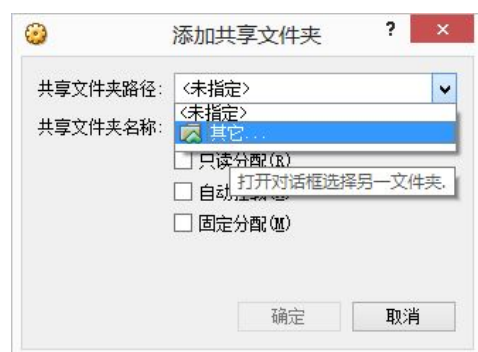 添加共享文件夹 ?
共享文件夹路径: <未指定>
<未指定>
共享文件夹名称: 其它...
只读分配(R)
打开对话框选择另一文件夹.
自动
固定分配(M)
确定 取消